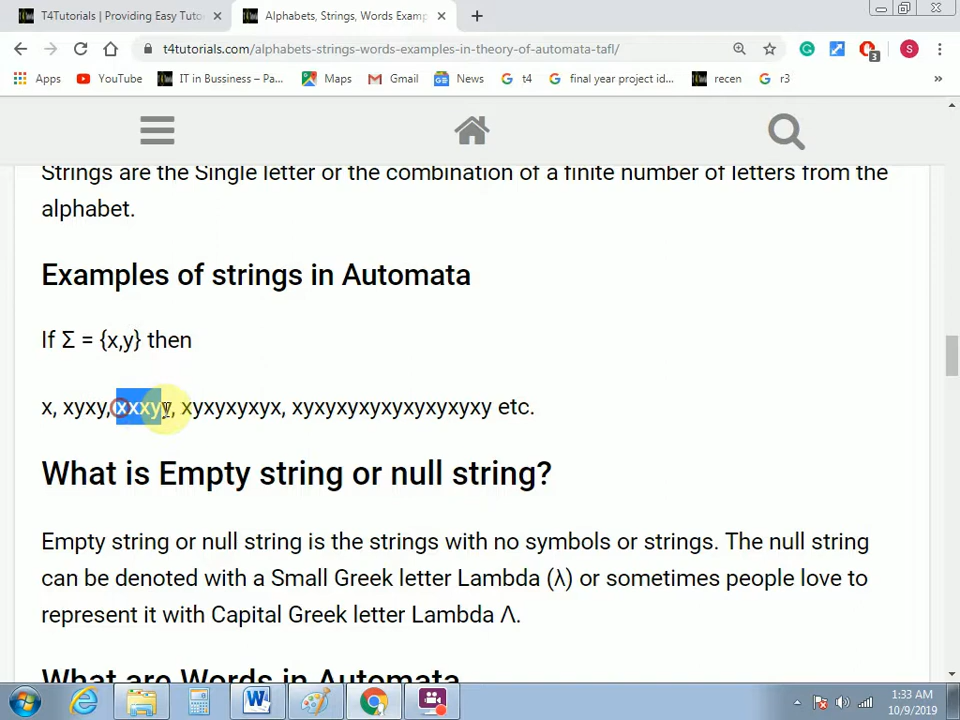 T4Tutorials | Providing Easy Tuto
Alphabets, Strings, Words Examp
t4tutorials.com/alphabets-strings-words-examples-in-theory-of-automata-tafl/
S
3
Apps YouTube IT in Bussiness – Pa... Maps Gmail News t4 final year project id... recen r3 »
Strings are the Single letter or the combination of a finite number of letters from the
alphabet.
Examples of strings in Automata
If Σ = {x,y} then
x, xyxy,xxxyy, xyxyxyxyx, xyxyxyxyxyxyxyxyxy etc.
What is Empty string or null string?
Empty string or null string is the strings with no symbols or strings. The null string
can be denoted with a Small Greek letter Lambda (λ) or sometimes people love to
represent it with Capital Greek letter Lambda Λ.
What are Words in Automata
1:33 AM
10/9/2019